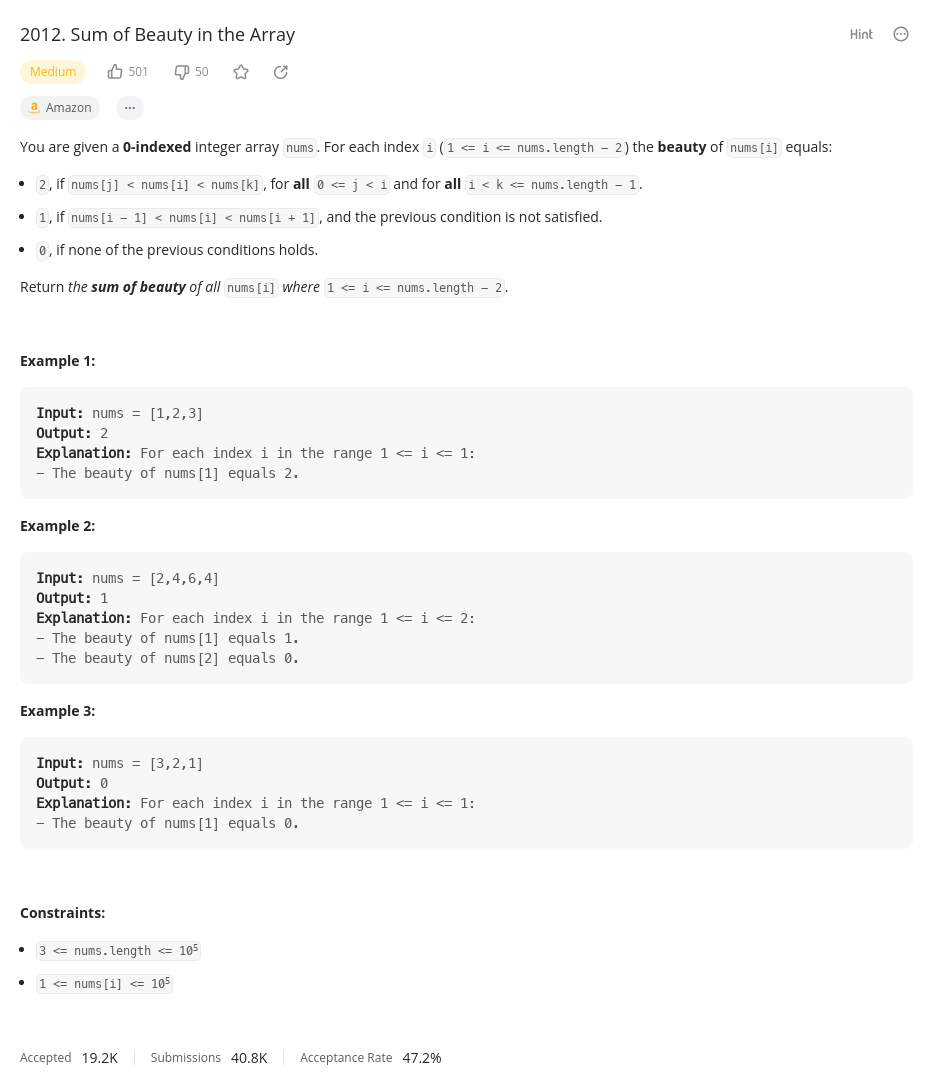 2012. Sum of Beauty in the Array
Hint
Medium
501
50
a Amazon
...
You are given a 0-indexed integer array nums. For each index i (1 <= i <= nums.length − 2) the beauty of nums[i] equals:
• 2, if nums[j] < nums[i] < nums[k], for all 0 <= j < i and for all i < k <= nums.length − 1.
• 1, if nums[i − 1] < nums[i] < nums[i + 1], and the previous condition is not satisfied.
• 0, if none of the previous conditions holds.
Return the sum of beauty of all nums[i] where 1 <= i <= nums.length − 2.
Example 1:
Input: nums = [1,2,3]
Output: 2
Explanation: For each index i in the range 1 <= i <= 1:
− The beauty of nums[1] equals 2.
Example 2:
Input: nums = [2,4,6,4]
Output: 1
Explanation: For each index i in the range 1 <= i <= 2:
− The beauty of nums[1] equals 1.
− The beauty of nums[2] equals 0.
Example 3:
Input: nums = [3,2,1]
Output: 0
Explanation: For each index i in the range 1 <= i <= 1:
− The beauty of nums[1] equals 0.
Constraints:
• 3 <= nums.length <= 10⁵
• 1 <= nums[i] <= 10⁵
Accepted 19.2K Submissions 40.8K Acceptance Rate 47.2%